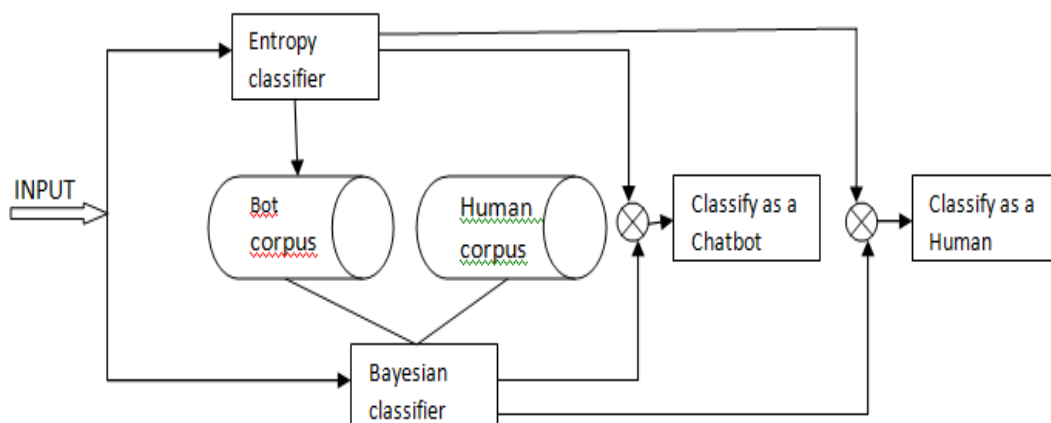 Entropy
classifier
INPUT
Bot
corpus
Human
corpus
Classify as a
Chatbot
Classify as a
Human
Bayesian
classifier